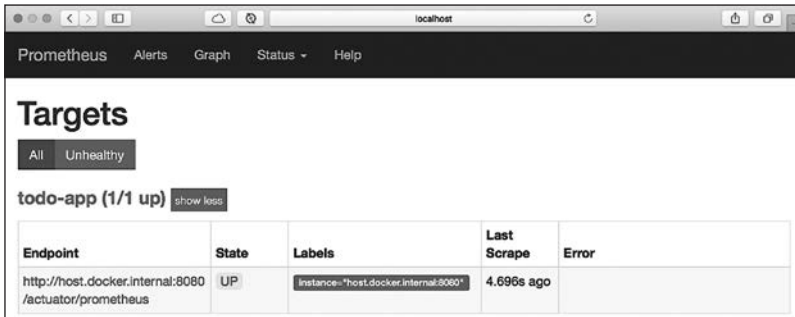 localhost
Prometheus Alerts Graph Status Help
Targets
All Unhealthy
todo-app (1/1 up) show less
Endpoint State Labels Last Scrape Error
http://host.docker.internal:8080 UP instance="host.docker.internal:8080" 4.696s ago
/actuator/prometheus